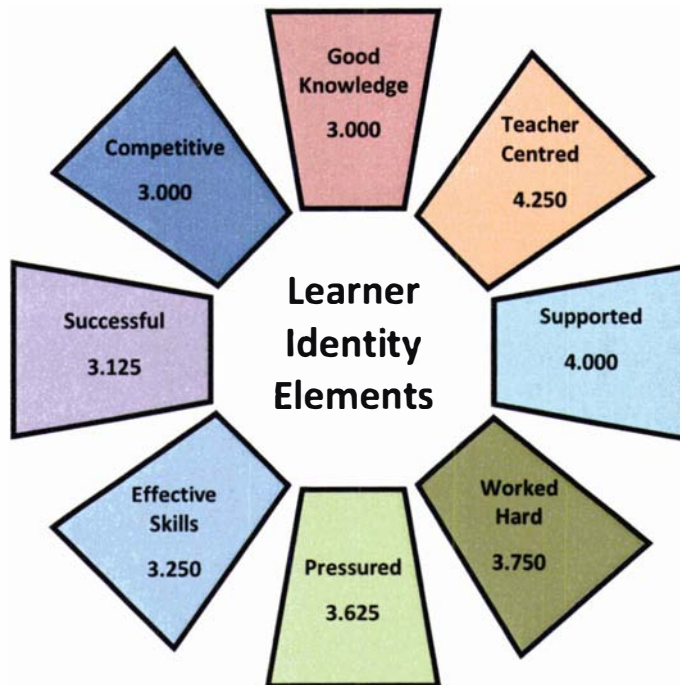 Good
Knowledge
3.000
Teacher
Centred
4.250
Supported
4.000
Worked
Hard
3.750
Pressured
3.625
Effective
Skills
3.250
Successful
3.125
Competitive
3.000
Learner
Identity
Elements